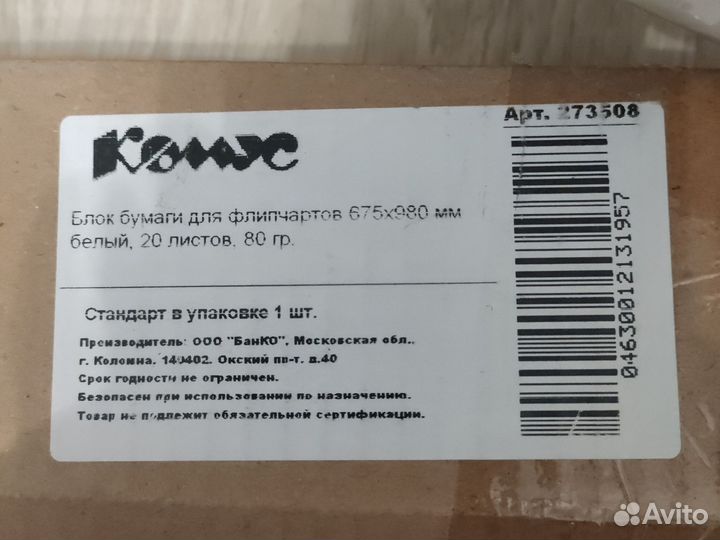 Комус
Арт. 273508
Блок бумаги для флипчартов 675х980 мм
белый, 20 листов, 80 гр.
Стандарт в упаковке 1 шт.
Производитель: ООО "БанКО", Московская обл.,
г. Коломна, 140402, Окский пр-т, д.40
Срок годности не ограничен.
Безопасен при использовании по назначению.
Товар не подлежит обязательной сертификации.
04630012131957
Avito